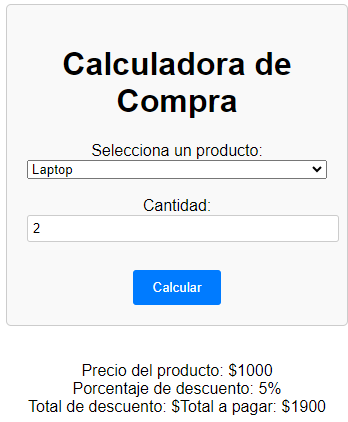 Calculadora de
Compra
Selecciona un producto:
Laptop
Cantidad:
2
Calcular
Precio del producto: $1000
Porcentaje de descuento: 5%
Total de descuento: $Total a pagar: $1900